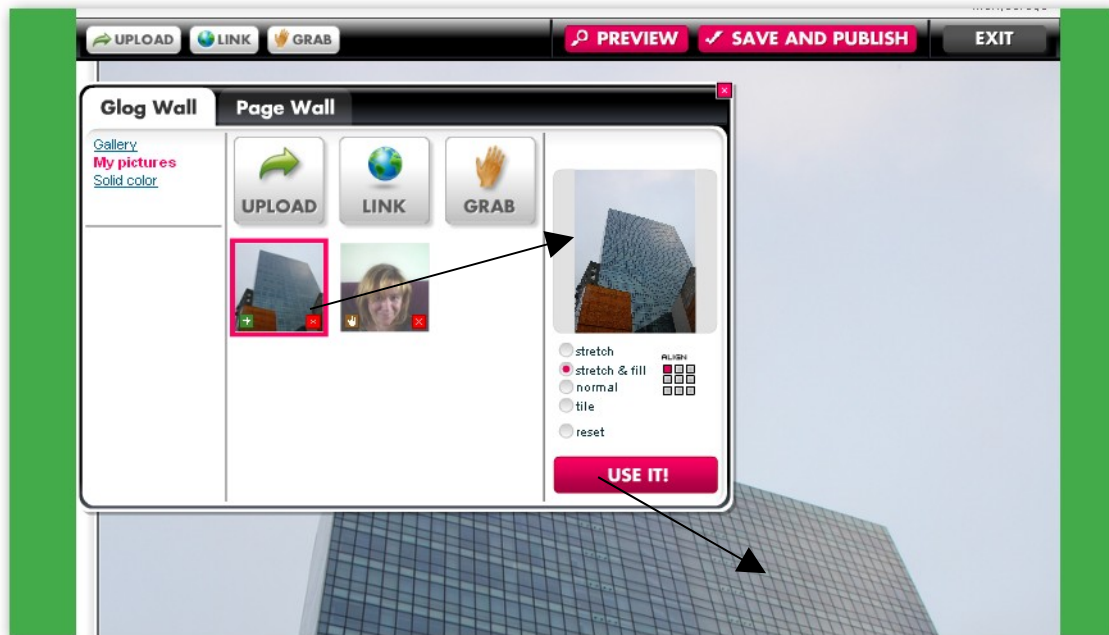 UPLOAD LINK GRAB PREVIEW SAVE AND PUBLISH EXIT
Glog Wall Page Wall
Gallery
My pictures
Solid color
UPLOAD LINK GRAB
stretch
ALIGN
stretch & fill
normal
tile
reset
USE IT!